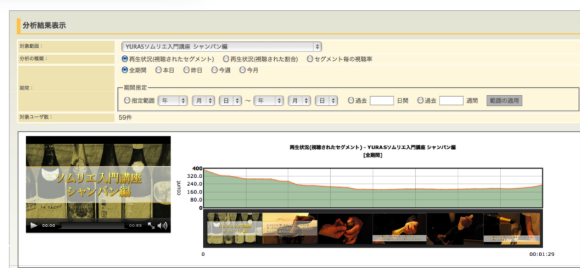 分析結果表示
対象動画：
YURASソムリエ入門講座 シャンパン編
分析の種類：
再生状況(視聴されたセグメント) 再生状況(視聴された割合) セグメント毎の視聴率
期間：
全期間 本日 昨日 今週 今月
期間指定
指定範囲 年 月 日 ～ 年 月 日 過去 日間 過去 週間 範囲の適用
対象ユーザ数：
59件
再生状況(視聴されたセグメント) - YURASソムリエ入門講座 シャンパン編
[全期間]
ソムリエ入門講座
シャンパン編
00:00
count
400
320.0
240.0
160.0
80.0
0
0
00:01:29